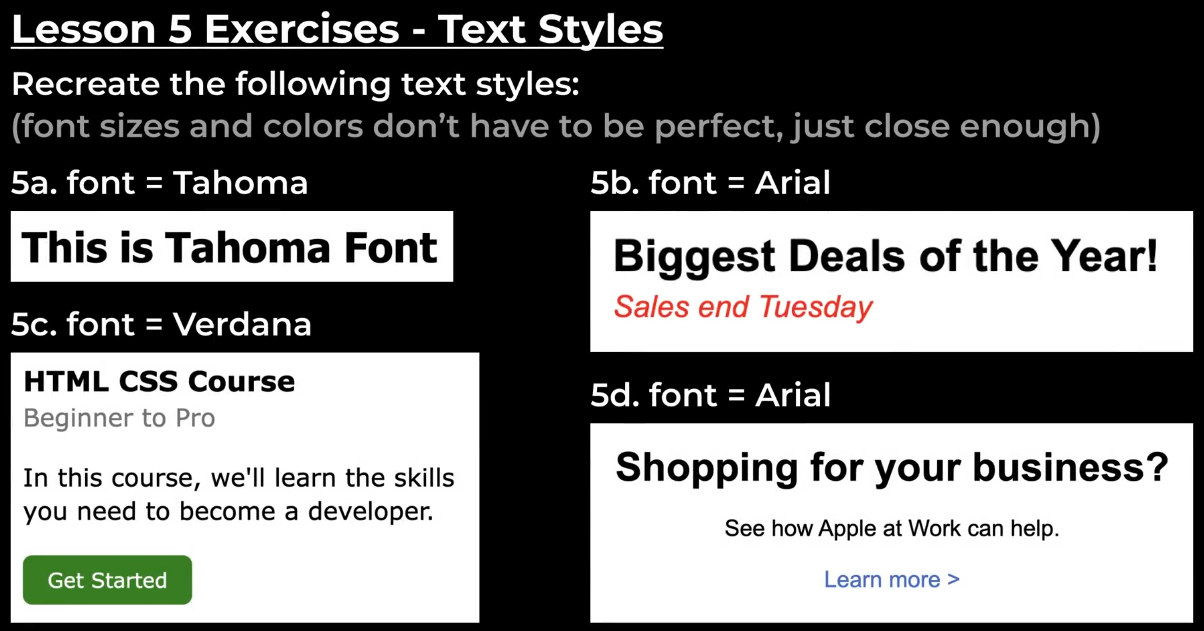 Lesson 5 Exercises - Text Styles
Recreate the following text styles:
(font sizes and colors don’t have to be perfect, just close enough)
5a. font = Tahoma
This is Tahoma Font
5b. font = Arial
Biggest Deals of the Year!
Sales end Tuesday
5c. font = Verdana
HTML CSS Course
Beginner to Pro
In this course, we'll learn the skills
you need to become a developer.
Get Started
5d. font = Arial
Shopping for your business?
See how Apple at Work can help.
Learn more >